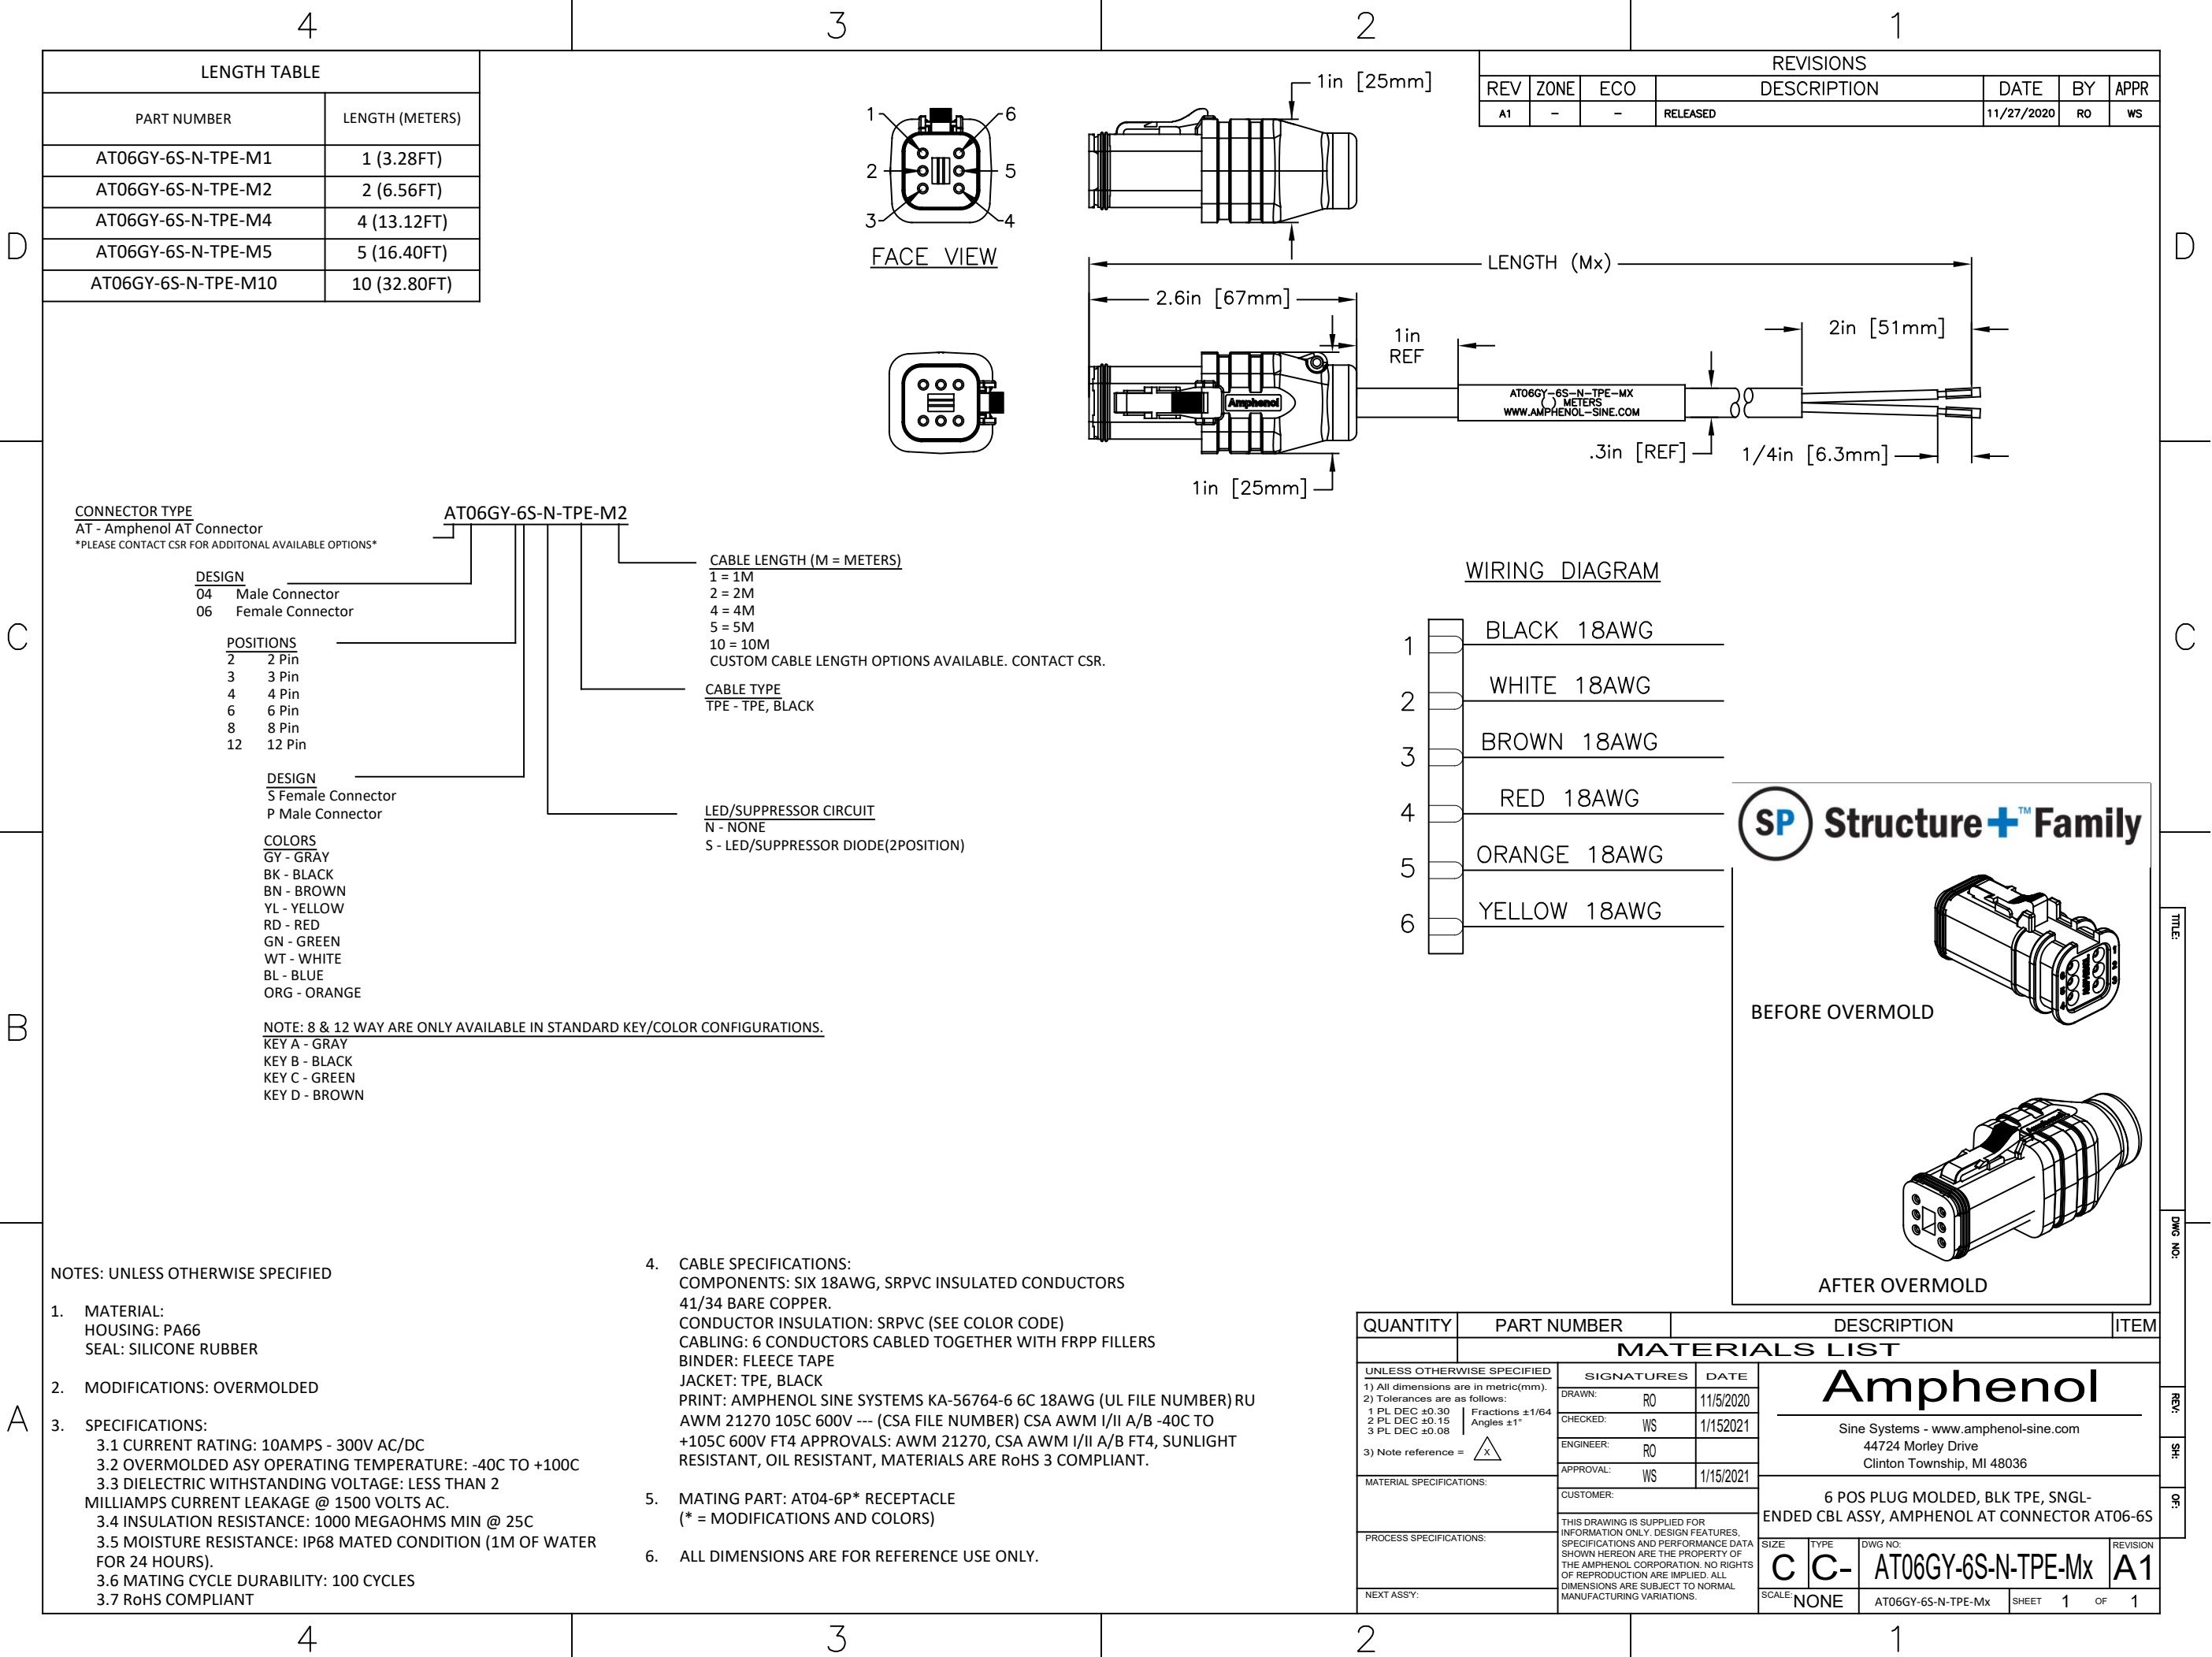 4
3
2
1
LENGTH TABLE
PART NUMBER LENGTH (METERS)
AT06GY-6S-N-TPE-M1 1 (3.28FT)
AT06GY-6S-N-TPE-M2 2 (6.56FT)
AT06GY-6S-N-TPE-M4 4 (13.12FT)
AT06GY-6S-N-TPE-M5 5 (16.40FT)
AT06GY-6S-N-TPE-M10 10 (32.80FT)
REVISIONS
REV ZONE ECO DESCRIPTION DATE BY APPR
A1 - - RELEASED 11/27/2020 RO WS
D
D
1 6
2 5
3 4
FACE VIEW
1in [25mm]
LENGTH (Mx)
2.6in [67mm]
1in
REF
2in [51mm]
Amphenol
AT06GY-6S-N-TPE-MX
( ) METERS
WWW.AMPHENOL-SINE.COM
.3in [REF]
1/4in [6.3mm]
1in [25mm]
CONNECTOR TYPE
AT - Amphenol AT Connector
*PLEASE CONTACT CSR FOR ADDITONAL AVAILABLE OPTIONS*
AT06GY-6S-N-TPE-M2
DESIGN
04 Male Connector
06 Female Connector
POSITIONS
2 2 Pin
3 3 Pin
4 4 Pin
6 6 Pin
8 8 Pin
12 12 Pin
DESIGN
S Female Connector
P Male Connector
COLORS
GY - GRAY
BK - BLACK
BN - BROWN
YL - YELLOW
RD - RED
GN - GREEN
WT - WHITE
BL - BLUE
ORG - ORANGE
NOTE: 8 & 12 WAY ARE ONLY AVAILABLE IN STANDARD KEY/COLOR CONFIGURATIONS.
KEY A - GRAY
KEY B - BLACK
KEY C - GREEN
KEY D - BROWN
CABLE LENGTH (M = METERS)
1 = 1M
2 = 2M
4 = 4M
5 = 5M
10 = 10M
CUSTOM CABLE LENGTH OPTIONS AVAILABLE. CONTACT CSR.
CABLE TYPE
TPE - TPE, BLACK
LED/SUPPRESSOR CIRCUIT
N - NONE
S - LED/SUPPRESSOR DIODE(2POSITION)
C
C
WIRING DIAGRAM
1 BLACK 18AWG
2 WHITE 18AWG
3 BROWN 18AWG
4 RED 18AWG
5 ORANGE 18AWG
6 YELLOW 18AWG
SP Structure+™ Family
BEFORE OVERMOLD
AFTER OVERMOLD
B
TITLE:
DWG NO:
REV:
SH:
OF:
A
NOTES: UNLESS OTHERWISE SPECIFIED
1. MATERIAL:
HOUSING: PA66
SEAL: SILICONE RUBBER
2. MODIFICATIONS: OVERMOLDED
3. SPECIFICATIONS:
3.1 CURRENT RATING: 10AMPS - 300V AC/DC
3.2 OVERMOLDED ASY OPERATING TEMPERATURE: -40C TO +100C
3.3 DIELECTRIC WITHSTANDING VOLTAGE: LESS THAN 2
MILLIAMPS CURRENT LEAKAGE @ 1500 VOLTS AC.
3.4 INSULATION RESISTANCE: 1000 MEGAOHMS MIN @ 25C
3.5 MOISTURE RESISTANCE: IP68 MATED CONDITION (1M OF WATER
FOR 24 HOURS).
3.6 MATING CYCLE DURABILITY: 100 CYCLES
3.7 RoHS COMPLIANT
4. CABLE SPECIFICATIONS:
COMPONENTS: SIX 18AWG, SRPVC INSULATED CONDUCTORS
41/34 BARE COPPER.
CONDUCTOR INSULATION: SRPVC (SEE COLOR CODE)
CABLING: 6 CONDUCTORS CABLED TOGETHER WITH FRPP FILLERS
BINDER: FLEECE TAPE
JACKET: TPE, BLACK
PRINT: AMPHENOL SINE SYSTEMS KA-56764-6 6C 18AWG (UL FILE NUMBER) RU
AWM 21270 105C 600V --- (CSA FILE NUMBER) CSA AWM I/II A/B -40C TO
+105C 600V FT4 APPROVALS: AWM 21270, CSA AWM I/II A/B FT4, SUNLIGHT
RESISTANT, OIL RESISTANT, MATERIALS ARE RoHS 3 COMPLIANT.
5. MATING PART: AT04-6P* RECEPTACLE
(* = MODIFICATIONS AND COLORS)
6. ALL DIMENSIONS ARE FOR REFERENCE USE ONLY.
QUANTITY PART NUMBER DESCRIPTION ITEM
MATERIALS LIST
UNLESS OTHERWISE SPECIFIED
1) All dimensions are in metric(mm).
2) Tolerances are as follows:
1 PL DEC ±0.30 Fractions ±1/64
2 PL DEC ±0.15 Angles ±1°
3 PL DEC ±0.08
3) Note reference = X
MATERIAL SPECIFICATIONS:
PROCESS SPECIFICATIONS:
NEXT ASS'Y:
SIGNATURES DATE
DRAWN: RO 11/5/2020
CHECKED: WS 1/152021
ENGINEER: RO
APPROVAL: WS 1/15/2021
CUSTOMER:
THIS DRAWING IS SUPPLIED FOR
INFORMATION ONLY. DESIGN FEATURES,
SPECIFICATIONS AND PERFORMANCE DATA
SHOWN HEREON ARE THE PROPERTY OF
THE AMPHENOL CORPORATION. NO RIGHTS
OF REPRODUCTION ARE IMPLIED. ALL
DIMENSIONS ARE SUBJECT TO NORMAL
MANUFACTURING VARIATIONS.
Amphenol
Sine Systems - www.amphenol-sine.com
44724 Morley Drive
Clinton Township, MI 48036
6 POS PLUG MOLDED, BLK TPE, SNGL-
ENDED CBL ASSY, AMPHENOL AT CONNECTOR AT06-6S
SIZE C TYPE C- DWG NO: AT06GY-6S-N-TPE-Mx REVISION A1
SCALE: NONE AT06GY-6S-N-TPE-Mx SHEET 1 OF 1
4
3
2
1